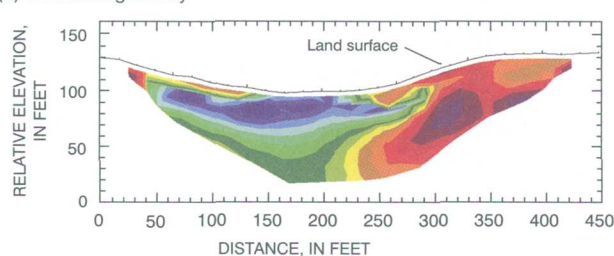 150
Land surface
100
50
0
RELATIVE ELEVATION,
IN FEET
0 50 100 150 200 250 300 350 400 450
DISTANCE, IN FEET